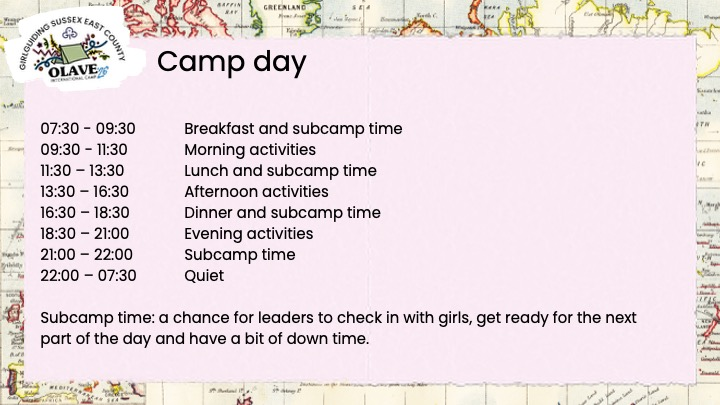 GIRLGUIDING SUSSEX EAST COUNTY
OLAVE '26
INTERNATIONAL CAMP
GREENLAND
Camp day
07:30 - 09:30 Breakfast and subcamp time
09:30 - 11:30 Morning activities
11:30 – 13:30 Lunch and subcamp time
13:30 – 16:30 Afternoon activities
16:30 – 18:30 Dinner and subcamp time
18:30 – 21:00 Evening activities
21:00 – 22:00 Subcamp time
22:00 – 07:30 Quiet
Subcamp time: a chance for leaders to check in with girls, get ready for the next
part of the day and have a bit of down time.